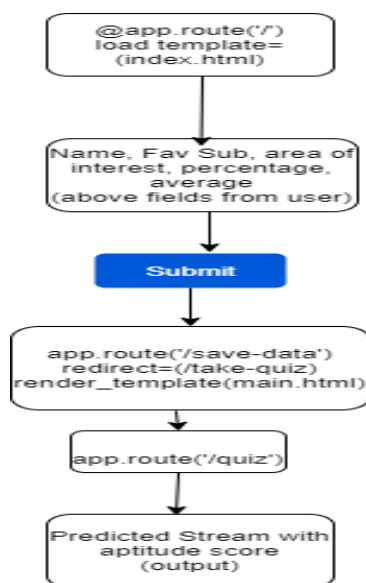 @app.route('/')
load template=
(index.html)
Name, Fav Sub, area of
interest, percentage,
average
(above fields from user)
Submit
app.route('/save-data')
redirect=(/take-quiz)
render_template(main.html)
app.route('/quiz')
Predicted Stream with
aptitude score
(output)